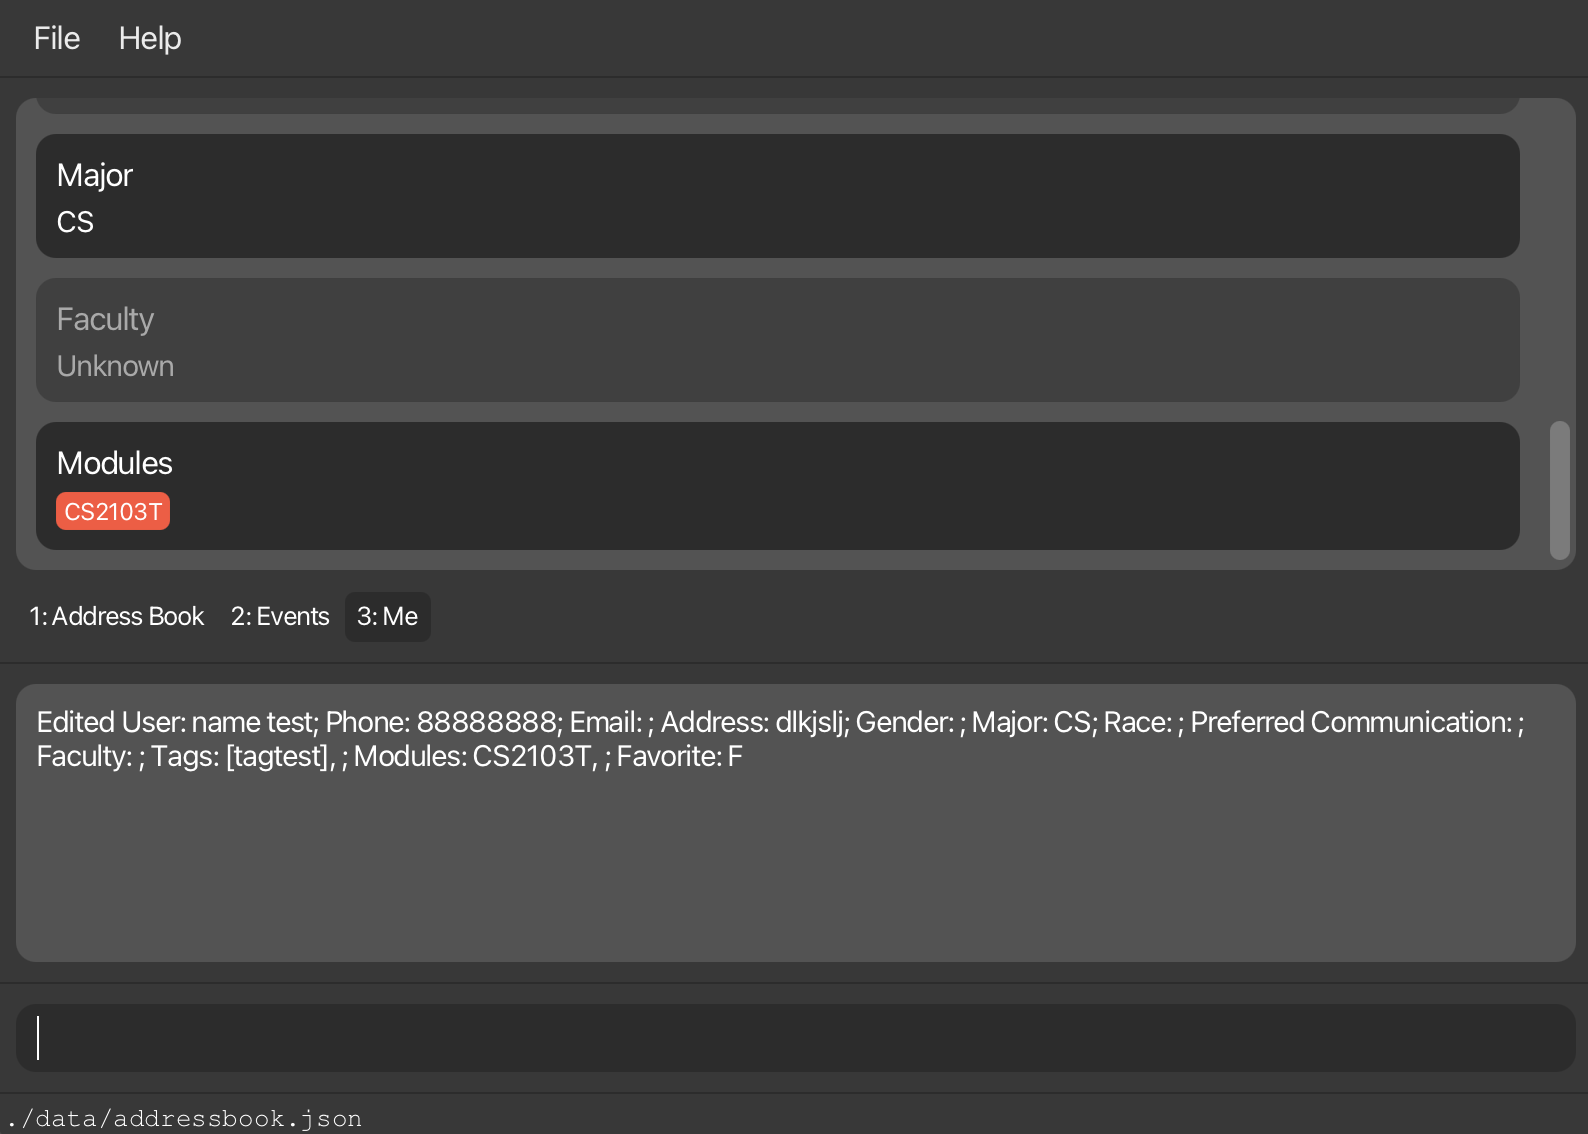 File Help
Major
CS
Faculty
Unknown
Modules
CS2103T
1: Address Book 2: Events 3: Me
Edited User: name test; Phone: 88888888; Email: ; Address: dlkjslj; Gender: ; Major: CS; Race: ; Preferred Communication: ;
Faculty: ; Tags: [tagtest], ; Modules: CS2103T, ; Favorite: F
./data/addressbook.json